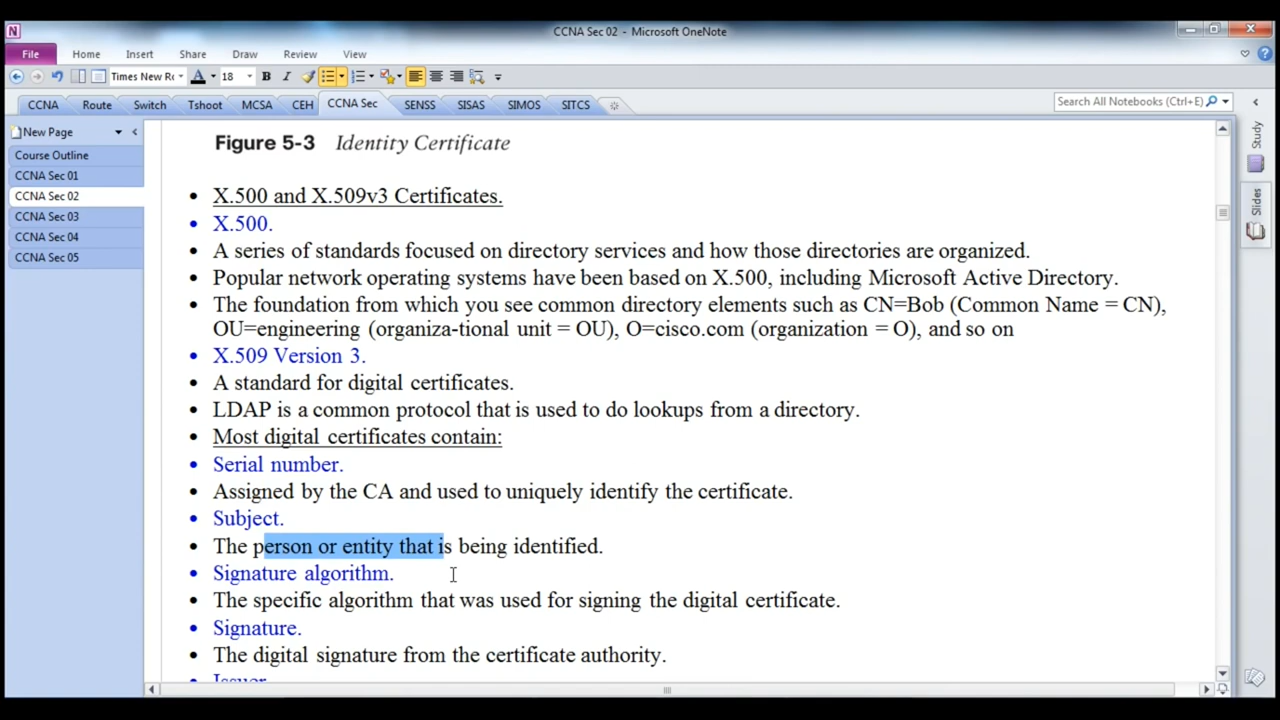 CCNA Sec 02 - Microsoft OneNote
File Home Insert Share Draw Review View
Times New Ro 18 B I
CCNA Route Switch Tshoot MCSA CEH CCNA Sec SENSS SISAS SIMOS SITCS
Search All Notebooks (Ctrl+E)
New Page
Course Outline
CCNA Sec 01
CCNA Sec 02
CCNA Sec 03
CCNA Sec 04
CCNA Sec 05
Figure 5-3 Identity Certificate
• X.500 and X.509v3 Certificates.
• X.500.
• A series of standards focused on directory services and how those directories are organized.
• Popular network operating systems have been based on X.500, including Microsoft Active Directory.
• The foundation from which you see common directory elements such as CN=Bob (Common Name = CN),
OU=engineering (organiza-tional unit = OU), O=cisco.com (organization = O), and so on
• X.509 Version 3.
• A standard for digital certificates.
• LDAP is a common protocol that is used to do lookups from a directory.
• Most digital certificates contain:
• Serial number.
• Assigned by the CA and used to uniquely identify the certificate.
• Subject.
• The person or entity that is being identified.
• Signature algorithm.
• The specific algorithm that was used for signing the digital certificate.
• Signature.
• The digital signature from the certificate authority.
• Issuer
Study
Slides